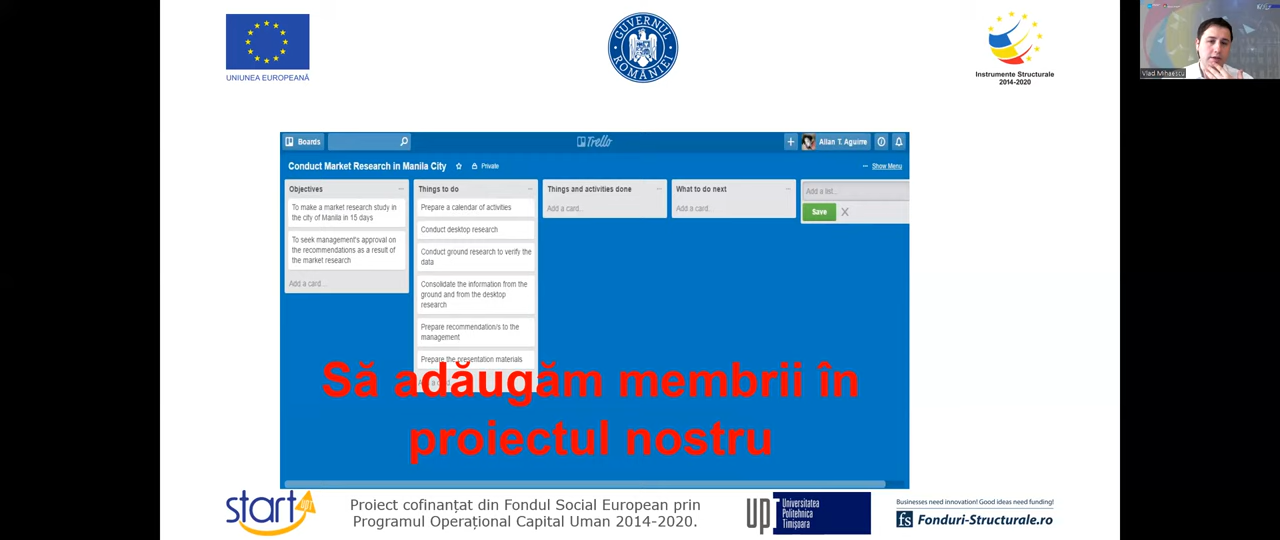 UNIUNEA EUROPEANĂ
GUVERNUL ROMÂNIEI
Instrumente Structurale
2014-2020
Vlad Mihaescu
Boards
Trello
Allan T. Aguirre
Conduct Market Research in Manila City
Private
... Show Menu
Objectives
To make a market research study in
the city of Manila in 15 days
To seek management's approval on
the recommendations as a result of
the market research
Add a card...
Things to do
Prepare a calendar of activities
Conduct desktop research
Conduct ground research to verify the
data
Consolidate the information from the
ground and from the desktop
research
Prepare recommendation/s to the
management
Prepare the presentation materials
Things and activities done
Add a card...
What to do next
Add a card...
Add a list...
Save X
Să adăugăm membrii în
proiectul nostru
start
Proiect cofinanțat din Fondul Social European prin
Programul Operațional Capital Uman 2014-2020.
UPT
Universitatea
Politehnica
Timișoara
Businesses need innovation! Good ideas need funding!
fs Fonduri-Structurale.ro